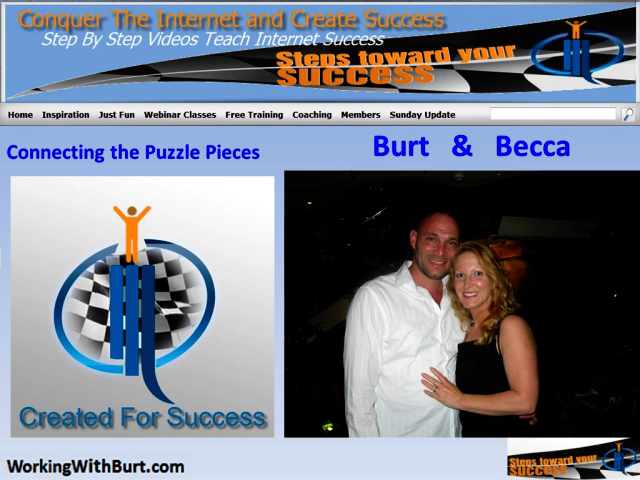 Conquer The Internet and Create Success
Step By Step Videos Teach Internet Success
Steps toward your
success
Home Inspiration Just Fun Webinar Classes Free Training Coaching Members Sunday Update
Connecting the Puzzle Pieces
Burt & Becca
Created For Success
WorkingWithBurt.com
Steps toward your
success